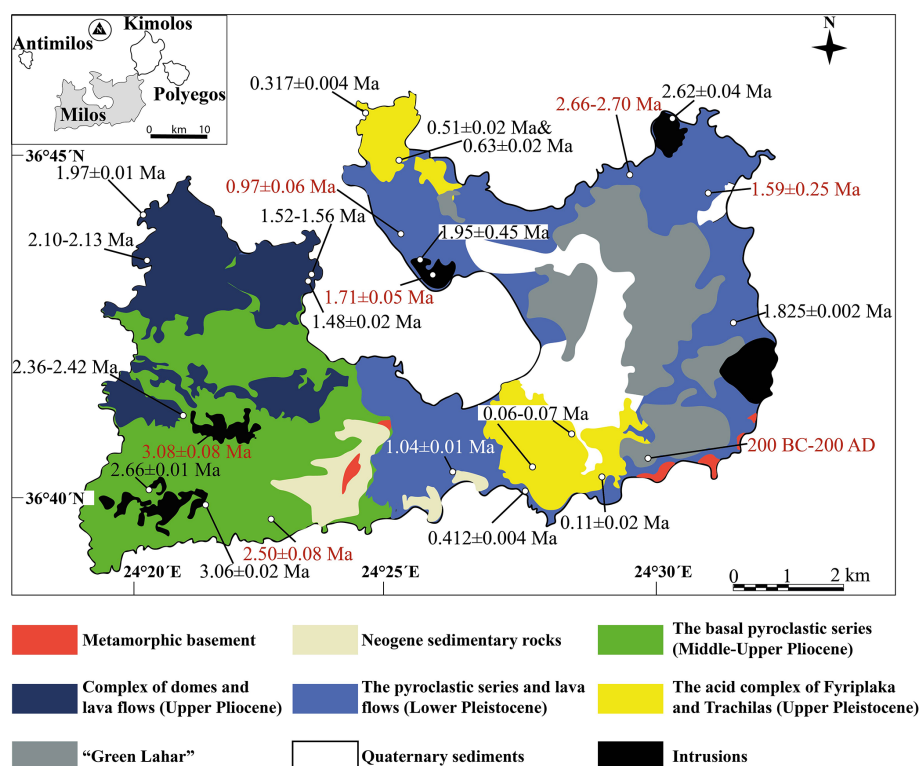 Kimolos
N
Antimilos
Polyegos
Milos
0 km 10
N
0.317±0.004 Ma
2.66-2.70 Ma
2.62±0.04 Ma
0.51±0.02 Ma&
0.63±0.02 Ma
36°45´N
1.97±0.01 Ma
0.97±0.06 Ma
1.59±0.25 Ma
1.52-1.56 Ma
2.10-2.13 Ma
1.95±0.45 Ma
1.71±0.05 Ma
1.825±0.002 Ma
1.48±0.02 Ma
2.36-2.42 Ma
0.06-0.07 Ma
3.08±0.08 Ma
1.04±0.01 Ma
200 BC-200 AD
2.66±0.01 Ma
36°40´N
0.11±0.02 Ma
0.412±0.004 Ma
2.50±0.08 Ma
3.06±0.02 Ma
24°20´E
24°25´E
24°30´E
0 1 2 km
Metamorphic basement
Neogene sedimentary rocks
The basal pyroclastic series
(Middle-Upper Pliocene)
Complex of domes and
lava flows (Upper Pliocene)
The pyroclastic series and lava
flows (Lower Pleistocene)
The acid complex of Fyriplaka
and Trachilas (Upper Pleistocene)
“Green Lahar”
Quaternary sediments
Intrusions